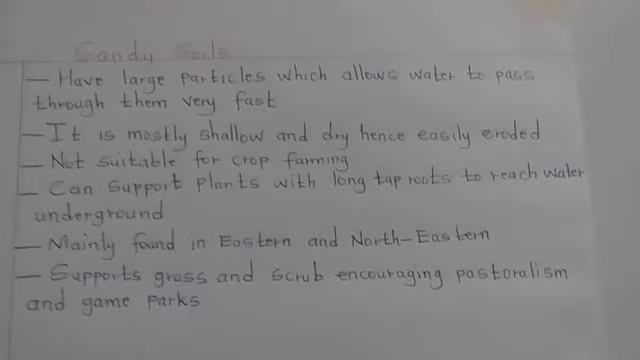 Sandy Soils
— Have large particles which allows water to pass
through them very fast
— It is mostly shallow and dry hence easily eroded
— Not suitable for crop farming
— Can support plants with long tap roots to reach water
underground
— Mainly found in Eastern and North-Eastern
— Supports grass and scrub encouraging pastoralism
and game parks